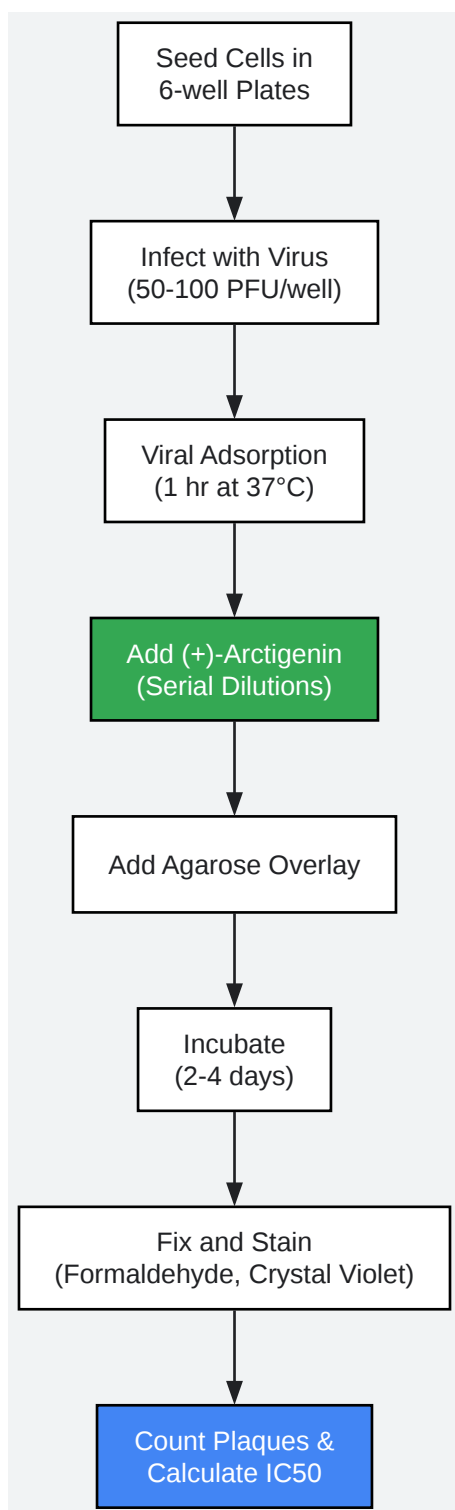 Seed Cells in
6-well Plates
Infect with Virus
(50-100 PFU/well)
Viral Adsorption
(1 hr at 37°C)
Add (+)-Arctigenin
(Serial Dilutions)
Add Agarose Overlay
Incubate
(2-4 days)
Fix and Stain
(Formaldehyde, Crystal Violet)
Count Plaques &
Calculate IC50